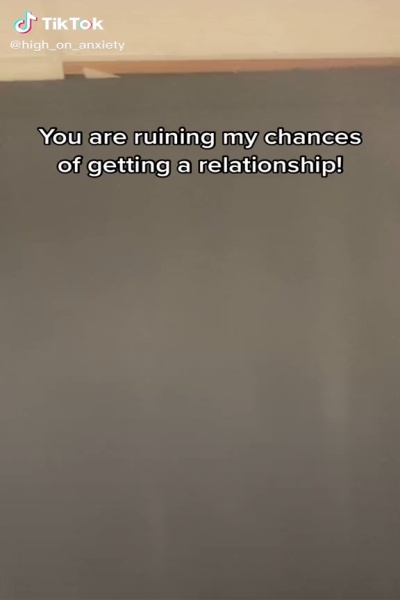 TikTok
@high_on_anxiety
You are ruining my chances
of getting a relationship!